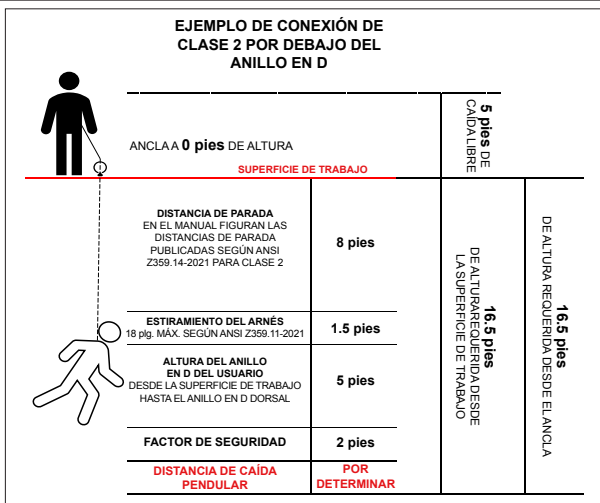 EJEMPLO DE CONEXIÓN DE
CLASE 2 POR DEBAJO DEL
ANILLO EN D
ANCLA A 0 pies DE ALTURA
5 pies DE
CAÍDA LIBRE
SUPERFICIE DE TRABAJO
DISTANCIA DE PARADA
EN EL MANUAL FIGURAN LAS
DISTANCIAS DE PARADA
PUBLICADAS SEGÚN ANSI
Z359.14-2021 PARA CLASE 2
8 pies
ESTIRAMIENTO DEL ARNÉS
18 plg. MÁX. SEGÚN ANSI Z359.11-2021
1.5 pies
ALTURA DEL ANILLO
EN D DEL USUARIO
DESDE LA SUPERFICIE DE TRABAJO
HASTA EL ANILLO EN D DORSAL
5 pies
FACTOR DE SEGURIDAD
2 pies
DISTANCIA DE CAÍDA
PENDULAR
POR
DETERMINAR
16.5 pies
DE ALTURA REQUERIDA DESDE
LA SUPERFICIE DE TRABAJO
16.5 pies
DE ALTURA REQUERIDA DESDE EL ANCLA